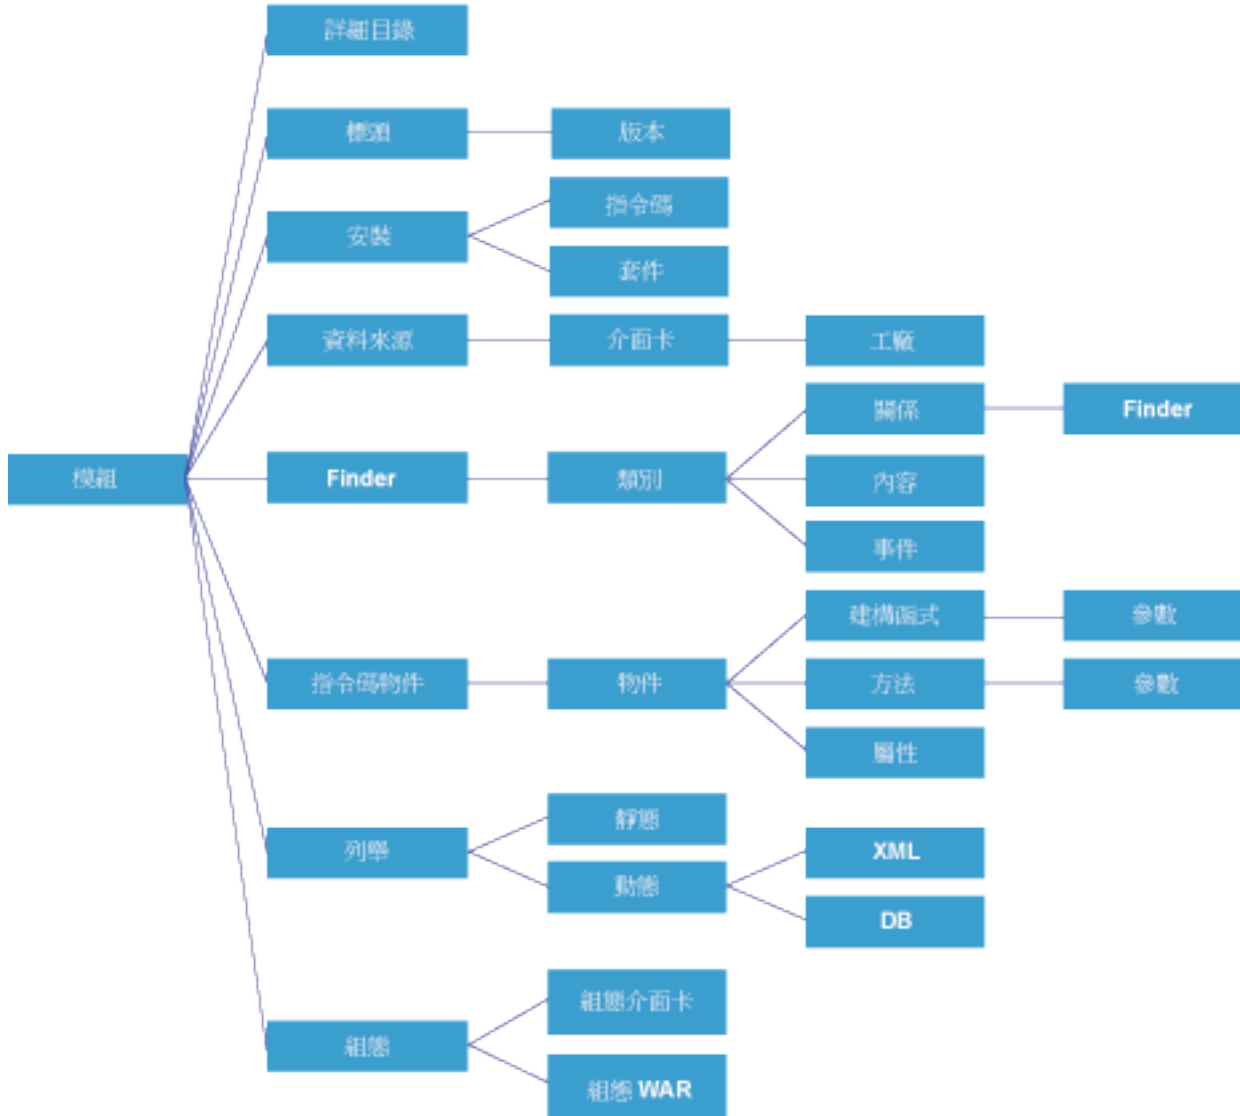 詳細目錄
標頭
版本
安裝
指令碼
套件
資料來源
介面卡
工廠
模組
Finder
類別
關係
Finder
內容
事件
指令碼物件
物件
建構函式
參數
方法
參數
屬性
列舉
靜態
動態
XML
DB
組態
組態介面卡
組態 WAR